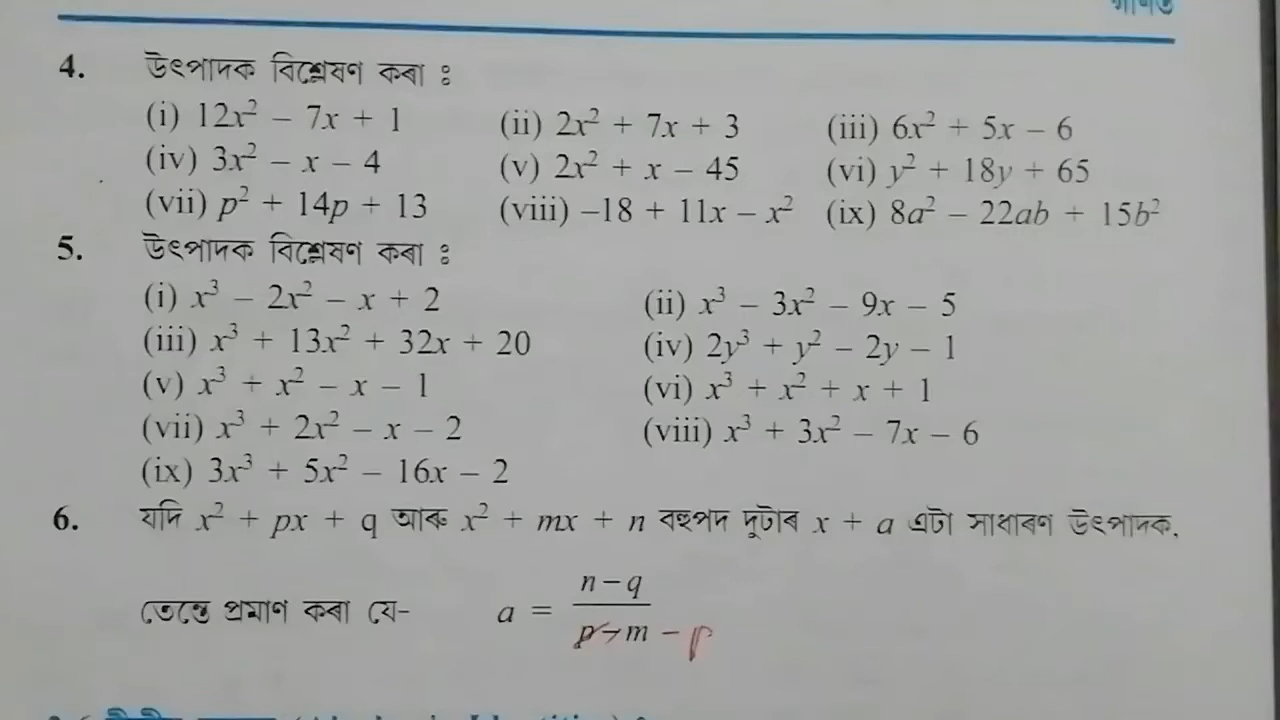 গণিত
4. উৎপাদক বিশ্লেষণ কৰা :
(i) 12x² – 7x + 1 (ii) 2x² + 7x + 3 (iii) 6x² + 5x – 6
(iv) 3x² – x – 4 (v) 2x² + x – 45 (vi) y² + 18y + 65
(vii) p² + 14p + 13 (viii) –18 + 11x – x² (ix) 8a² – 22ab + 15b²
5. উৎপাদক বিশ্লেষণ কৰা :
(i) x³ – 2x² – x + 2 (ii) x³ – 3x² – 9x – 5
(iii) x³ + 13x² + 32x + 20 (iv) 2y³ + y² – 2y – 1
(v) x³ + x² – x – 1 (vi) x³ + x² + x + 1
(vii) x³ + 2x² – x – 2 (viii) x³ + 3x² – 7x – 6
(ix) 3x³ + 5x² – 16x – 2
6. যদি x² + px + q আৰু x² + mx + n বহুপদ দুটাৰ x + a এটা সাধাৰণ উৎপাদক,
তেন্তে প্ৰমাণ কৰা যে- a = (n–q)/(p–m – p)